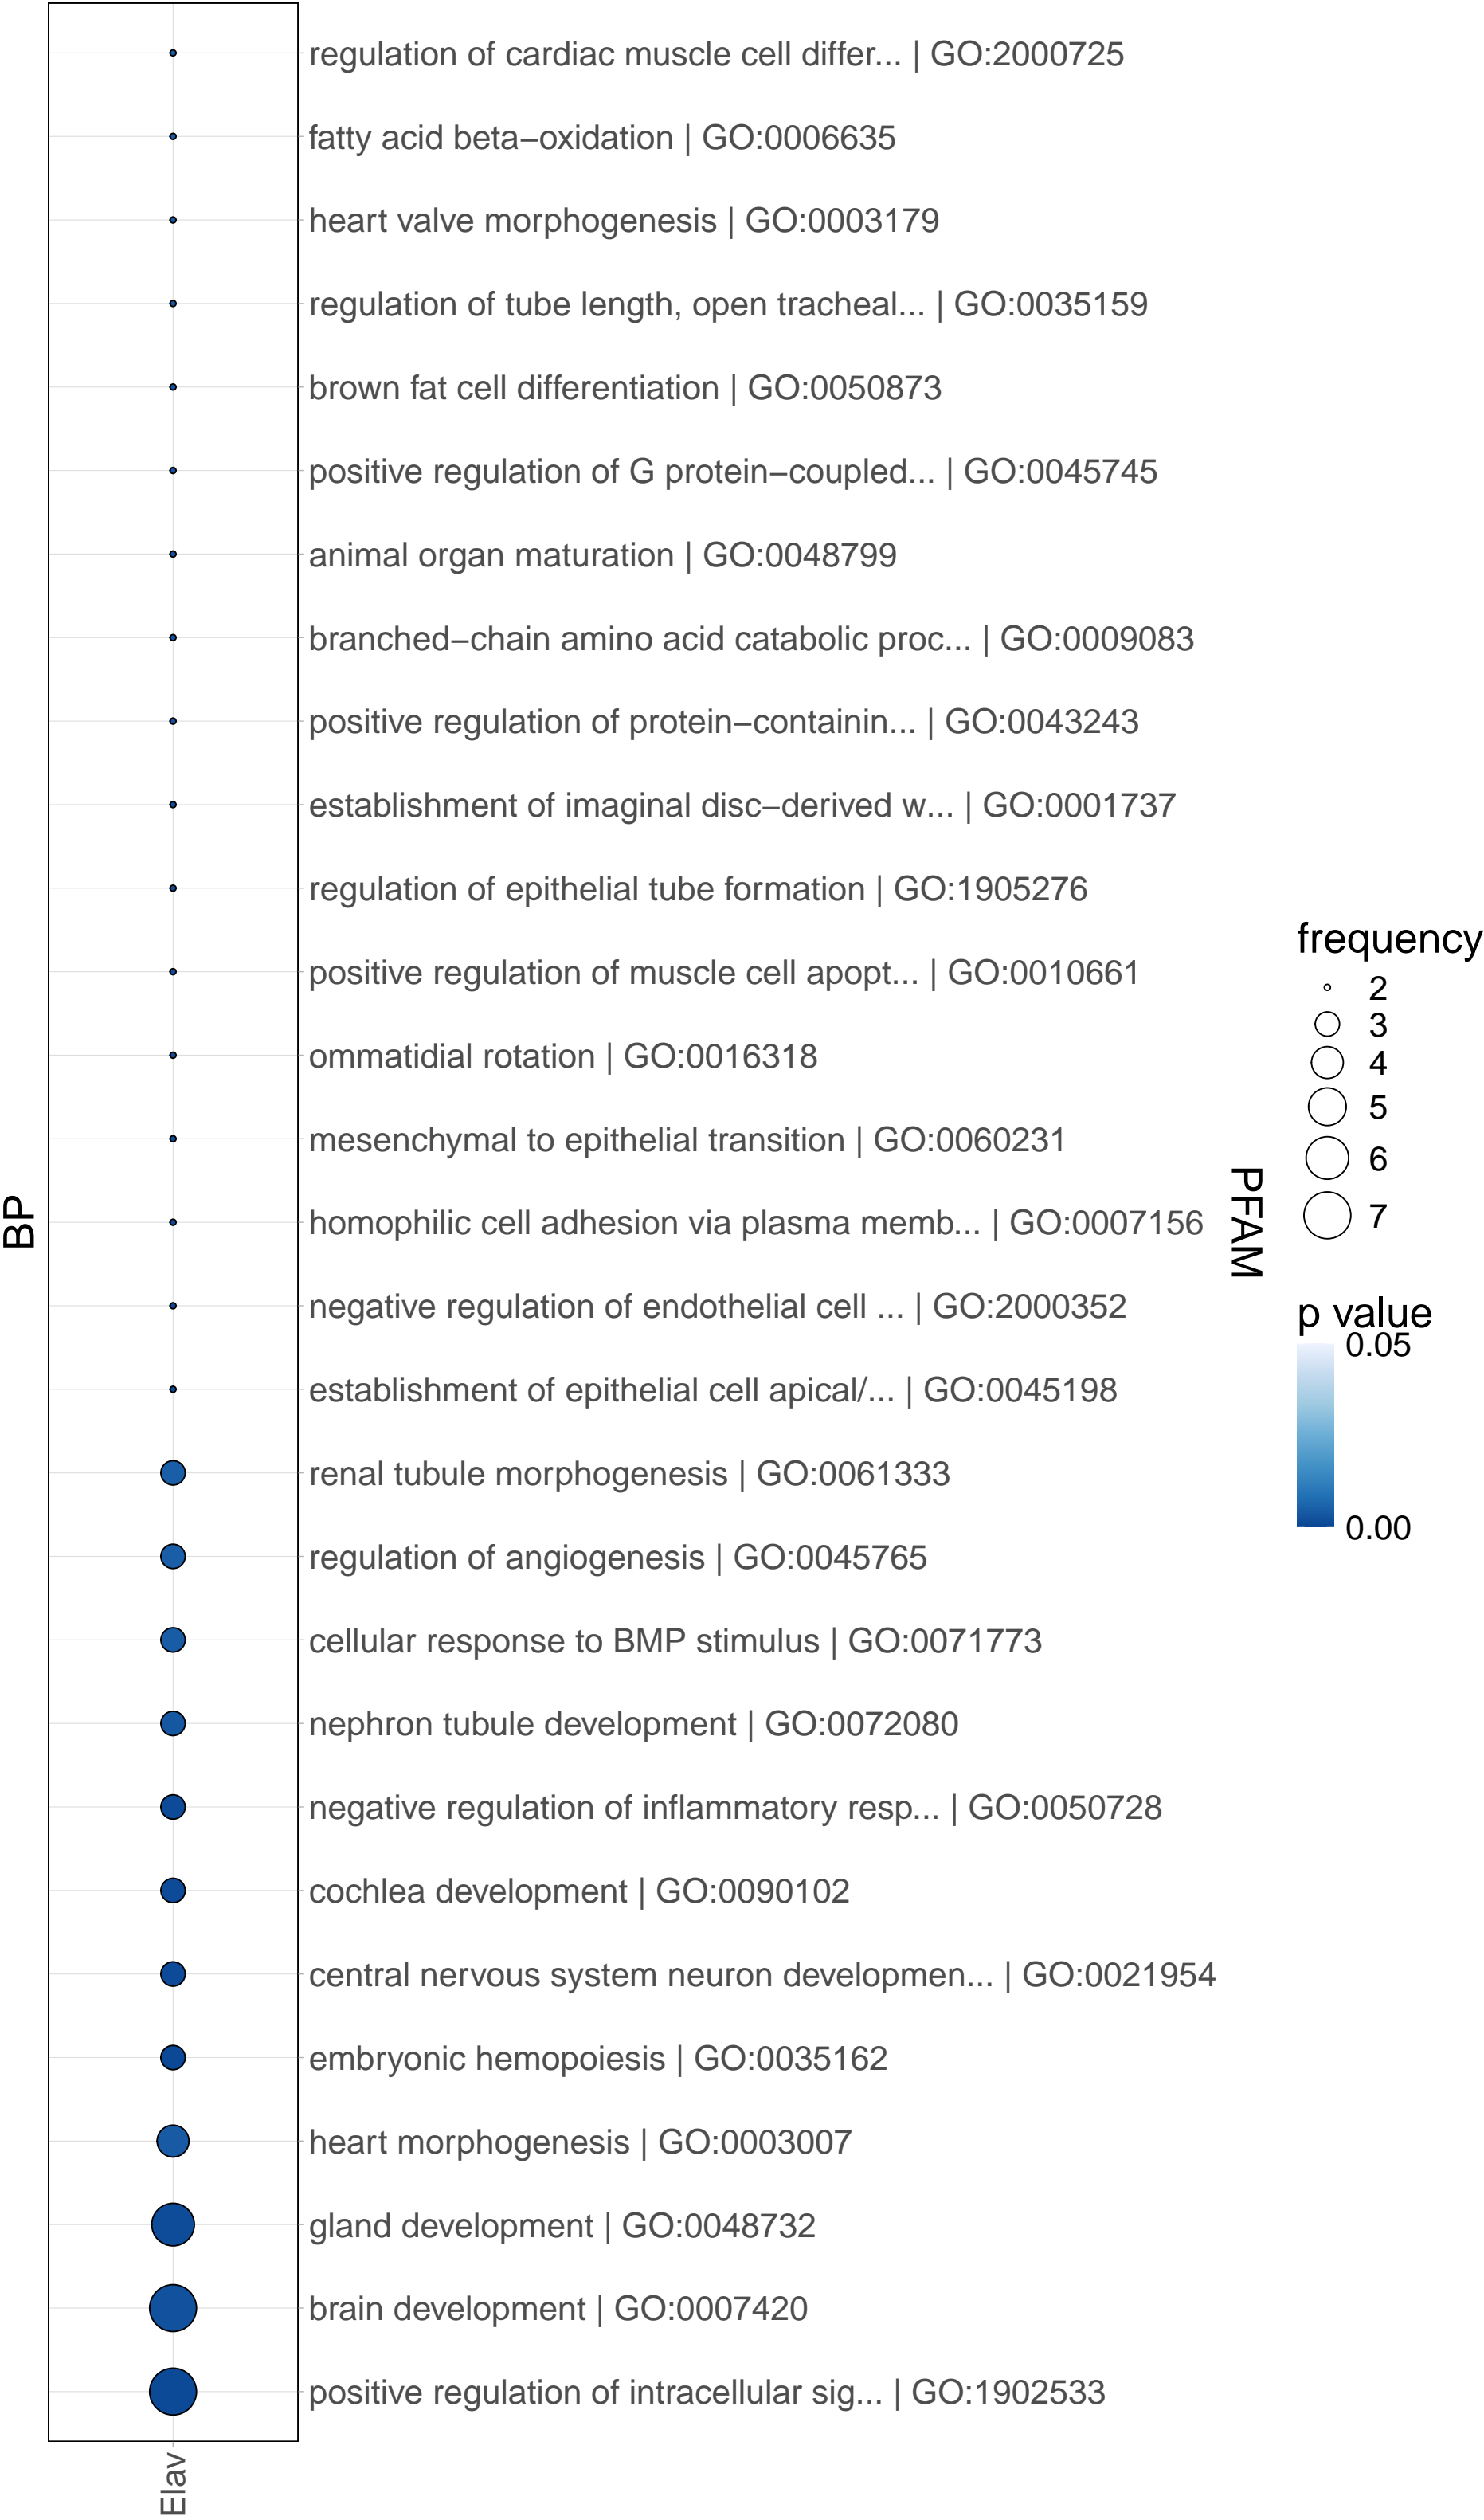 regulation of cardiac muscle cell differ... | GO:2000725
fatty acid beta−oxidation | GO:0006635
heart valve morphogenesis | GO:0003179
regulation of tube length, open tracheal... | GO:0035159
brown fat cell differentiation | GO:0050873
positive regulation of G protein−coupled... | GO:0045745
animal organ maturation | GO:0048799
branched−chain amino acid catabolic proc... | GO:0009083
positive regulation of protein−containin... | GO:0043243
establishment of imaginal disc−derived w... | GO:0001737
regulation of epithelial tube formation | GO:1905276
positive regulation of muscle cell apopt... | GO:0010661
ommatidial rotation | GO:0016318
mesenchymal to epithelial transition | GO:0060231
homophilic cell adhesion via plasma memb... | GO:0007156
negative regulation of endothelial cell ... | GO:2000352
establishment of epithelial cell apical/... | GO:0045198
renal tubule morphogenesis | GO:0061333
regulation of angiogenesis | GO:0045765
cellular response to BMP stimulus | GO:0071773
nephron tubule development | GO:0072080
negative regulation of inflammatory resp... | GO:0050728
cochlea development | GO:0090102
central nervous system neuron developmen... | GO:0021954
embryonic hemopoiesis | GO:0035162
heart morphogenesis | GO:0003007
gland development | GO:0048732
brain development | GO:0007420
positive regulation of intracellular sig... | GO:1902533
BP
Elav
PFAM
frequency
2
3
4
5
6
7
p value
0.05
0.00